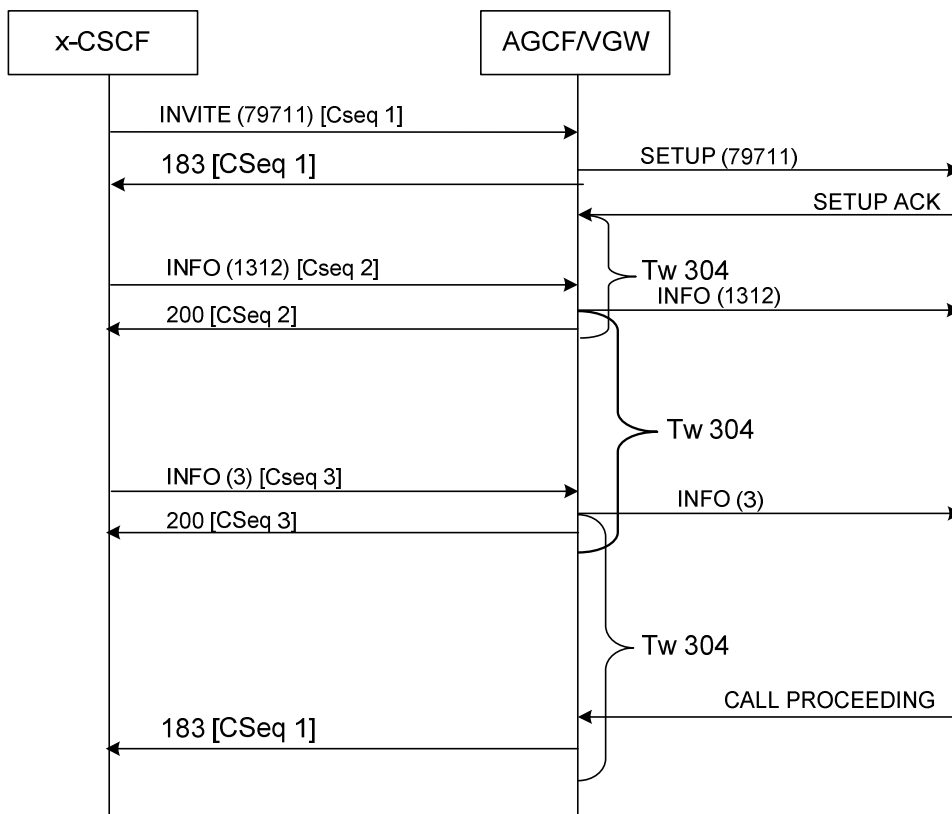 x-CSCF
AGCF/VGW
INVITE (79711) [Cseq 1]
183 [CSeq 1]
SETUP (79711)
SETUP ACK
INFO (1312) [Cseq 2]
Tw 304
INFO (1312)
200 [CSeq 2]
Tw 304
INFO (3) [Cseq 3]
INFO (3)
200 [CSeq 3]
Tw 304
CALL PROCEEDING
183 [CSeq 1]